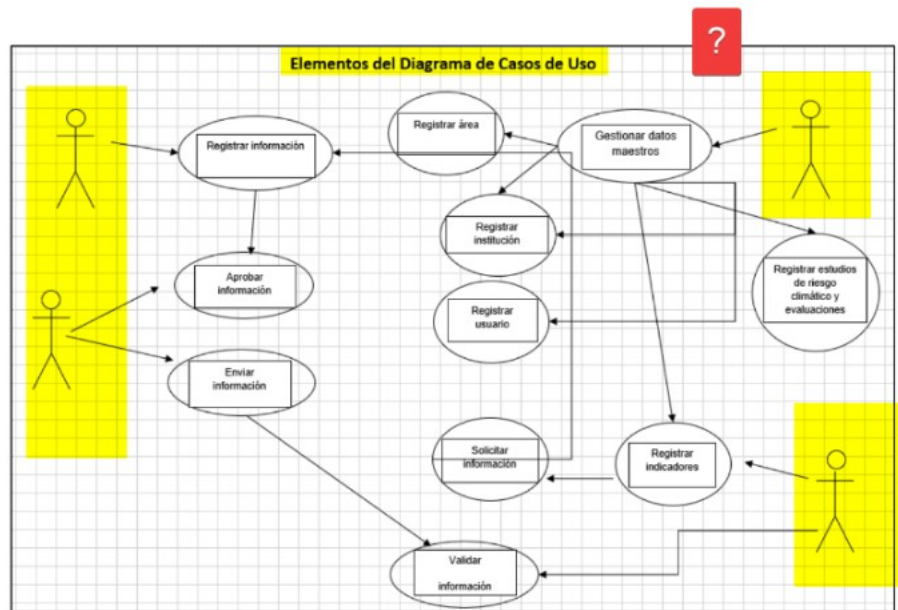 ?
Elementos del Diagrama de Casos de Uso
Registrar información
Registrar área
Gestionar datos
maestros
Registrar
institución
Aprobar
información
Registrar
usuario
Registrar estudios
de riesgo
climático y
evaluaciones
Enviar
información
Solicitar
información
Registrar
indicadores
Validar
información